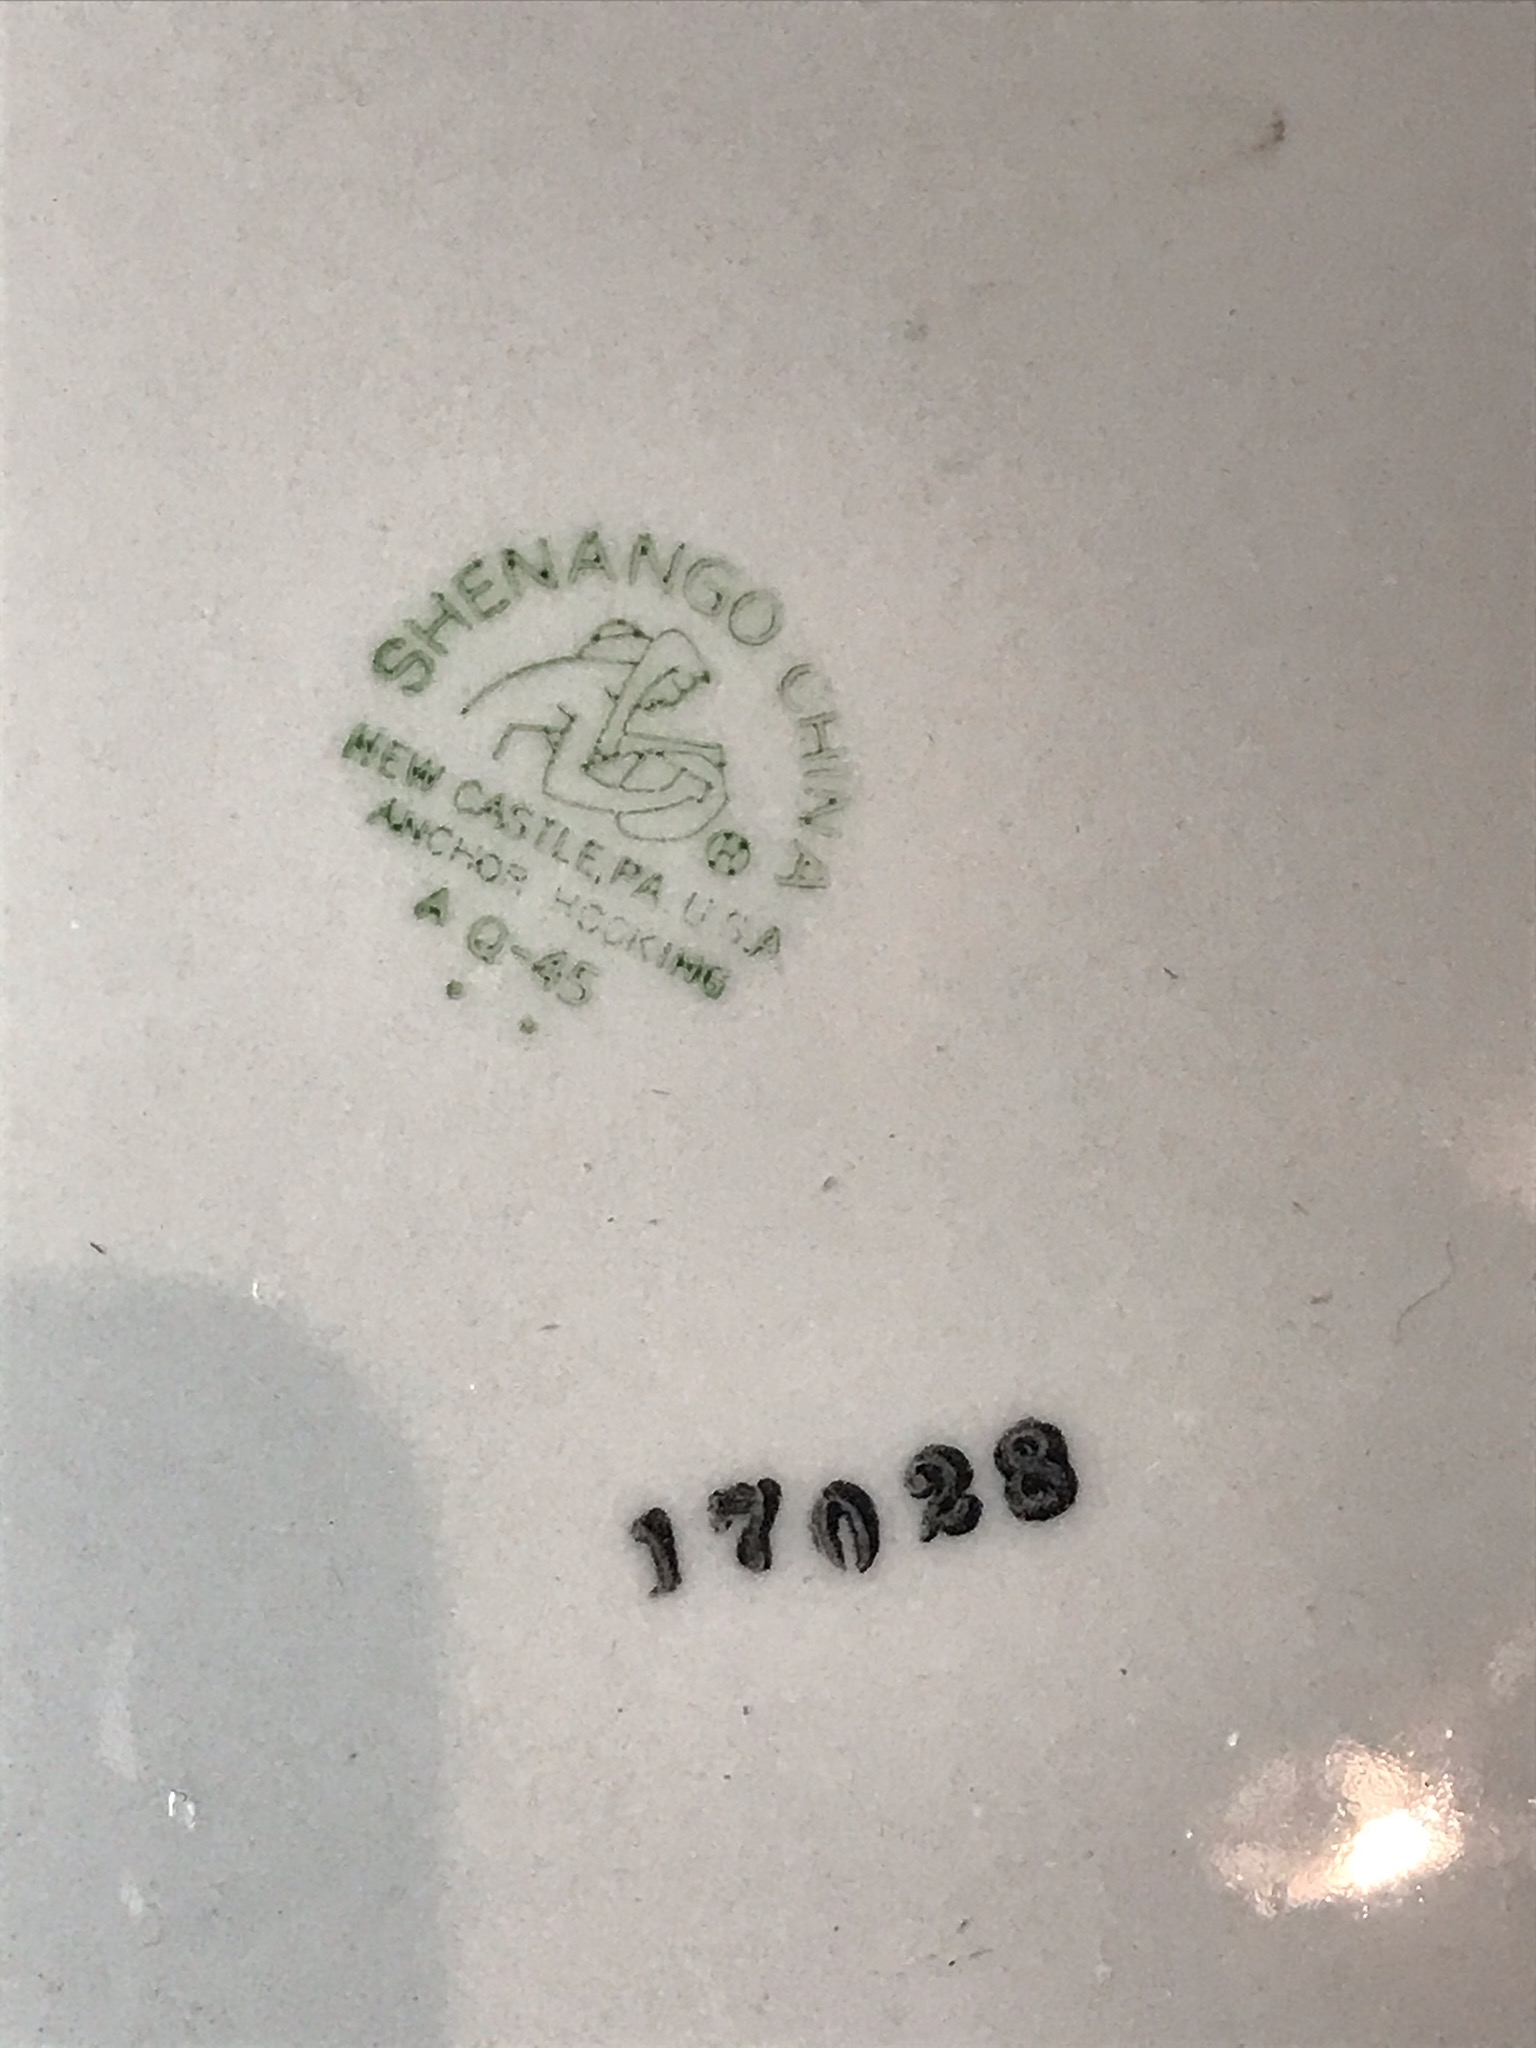 SHENANGO CHINA
H
NEW CASTLE, PA. U.S.A
ANCHOR HOCKING
A Q-45
17028